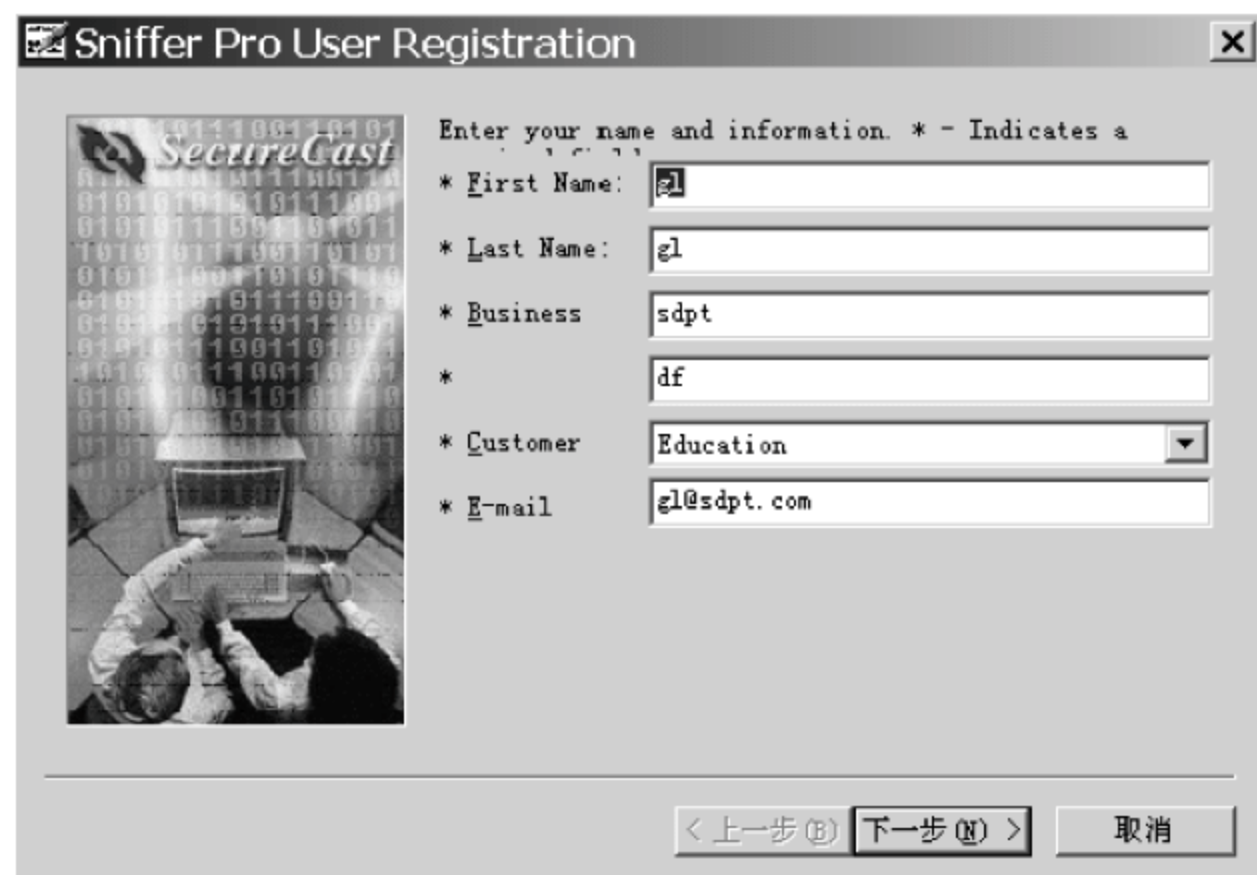 Sniffer Pro User Registration
SecureCast
Enter your name and information. * - Indicates a
* First Name: gl
* Last Name: gl
* Business sdpt
* df
* Customer Education
* E-mail gl@sdpt.com
< 上一步(B) 下一步(N) > 取消